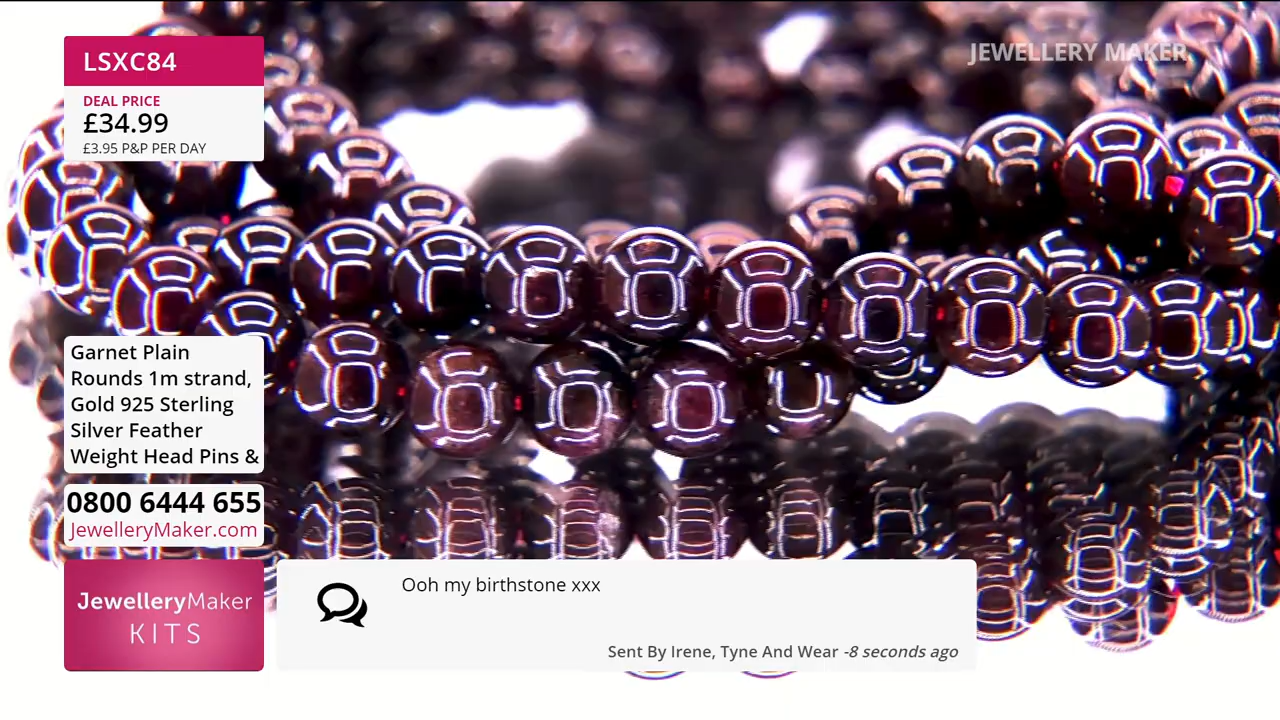 LSXC84
DEAL PRICE
£34.99
£3.95 P&P PER DAY
JEWELLERY MAKER
Garnet Plain
Rounds 1m strand,
Gold 925 Sterling
Silver Feather
Weight Head Pins &
0800 6444 655
JewelleryMaker.com
JewelleryMaker
KITS
Ooh my birthstone xxx
Sent By Irene, Tyne And Wear -8 seconds ago